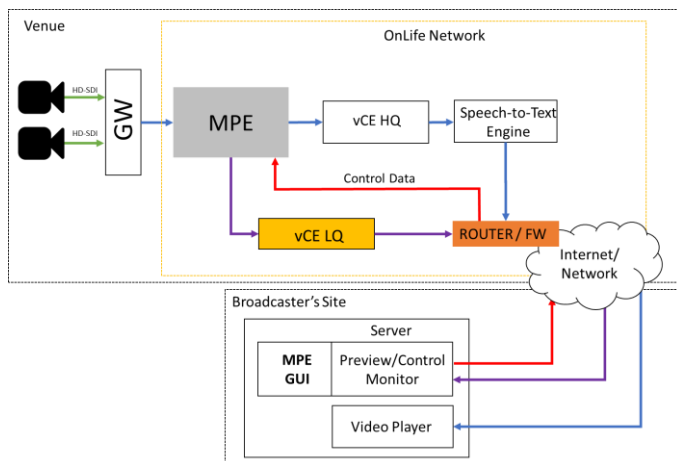 Venue
OnLife Network
HD-SDI
HD-SDI
GW
MPE
vCE HQ
Speech-to-Text
Engine
Control Data
vCE LQ
ROUTER / FW
Internet/
Network
Broadcaster's Site
Server
MPE
GUI
Preview/Control
Monitor
Video Player